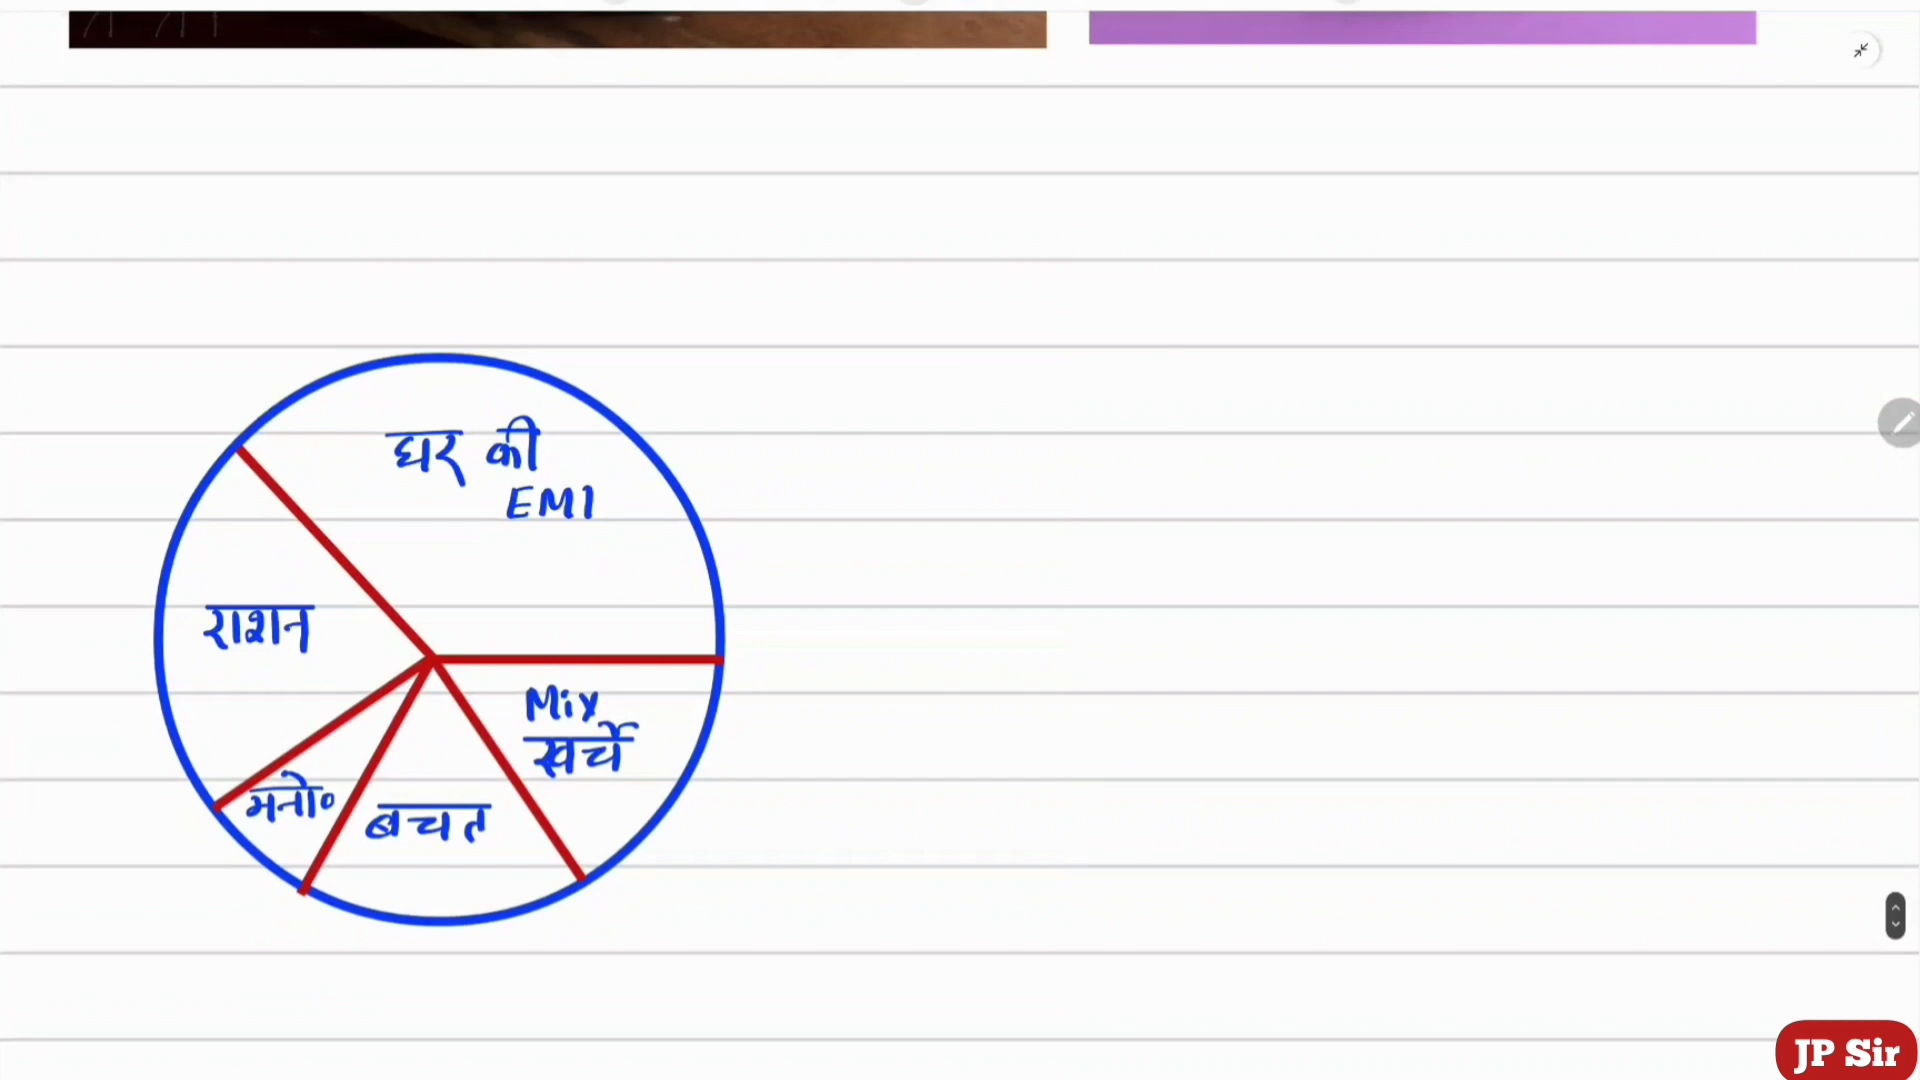 घर की
EMI
राशन
Mix
खर्चे
मनो०
बचत
JP Sir